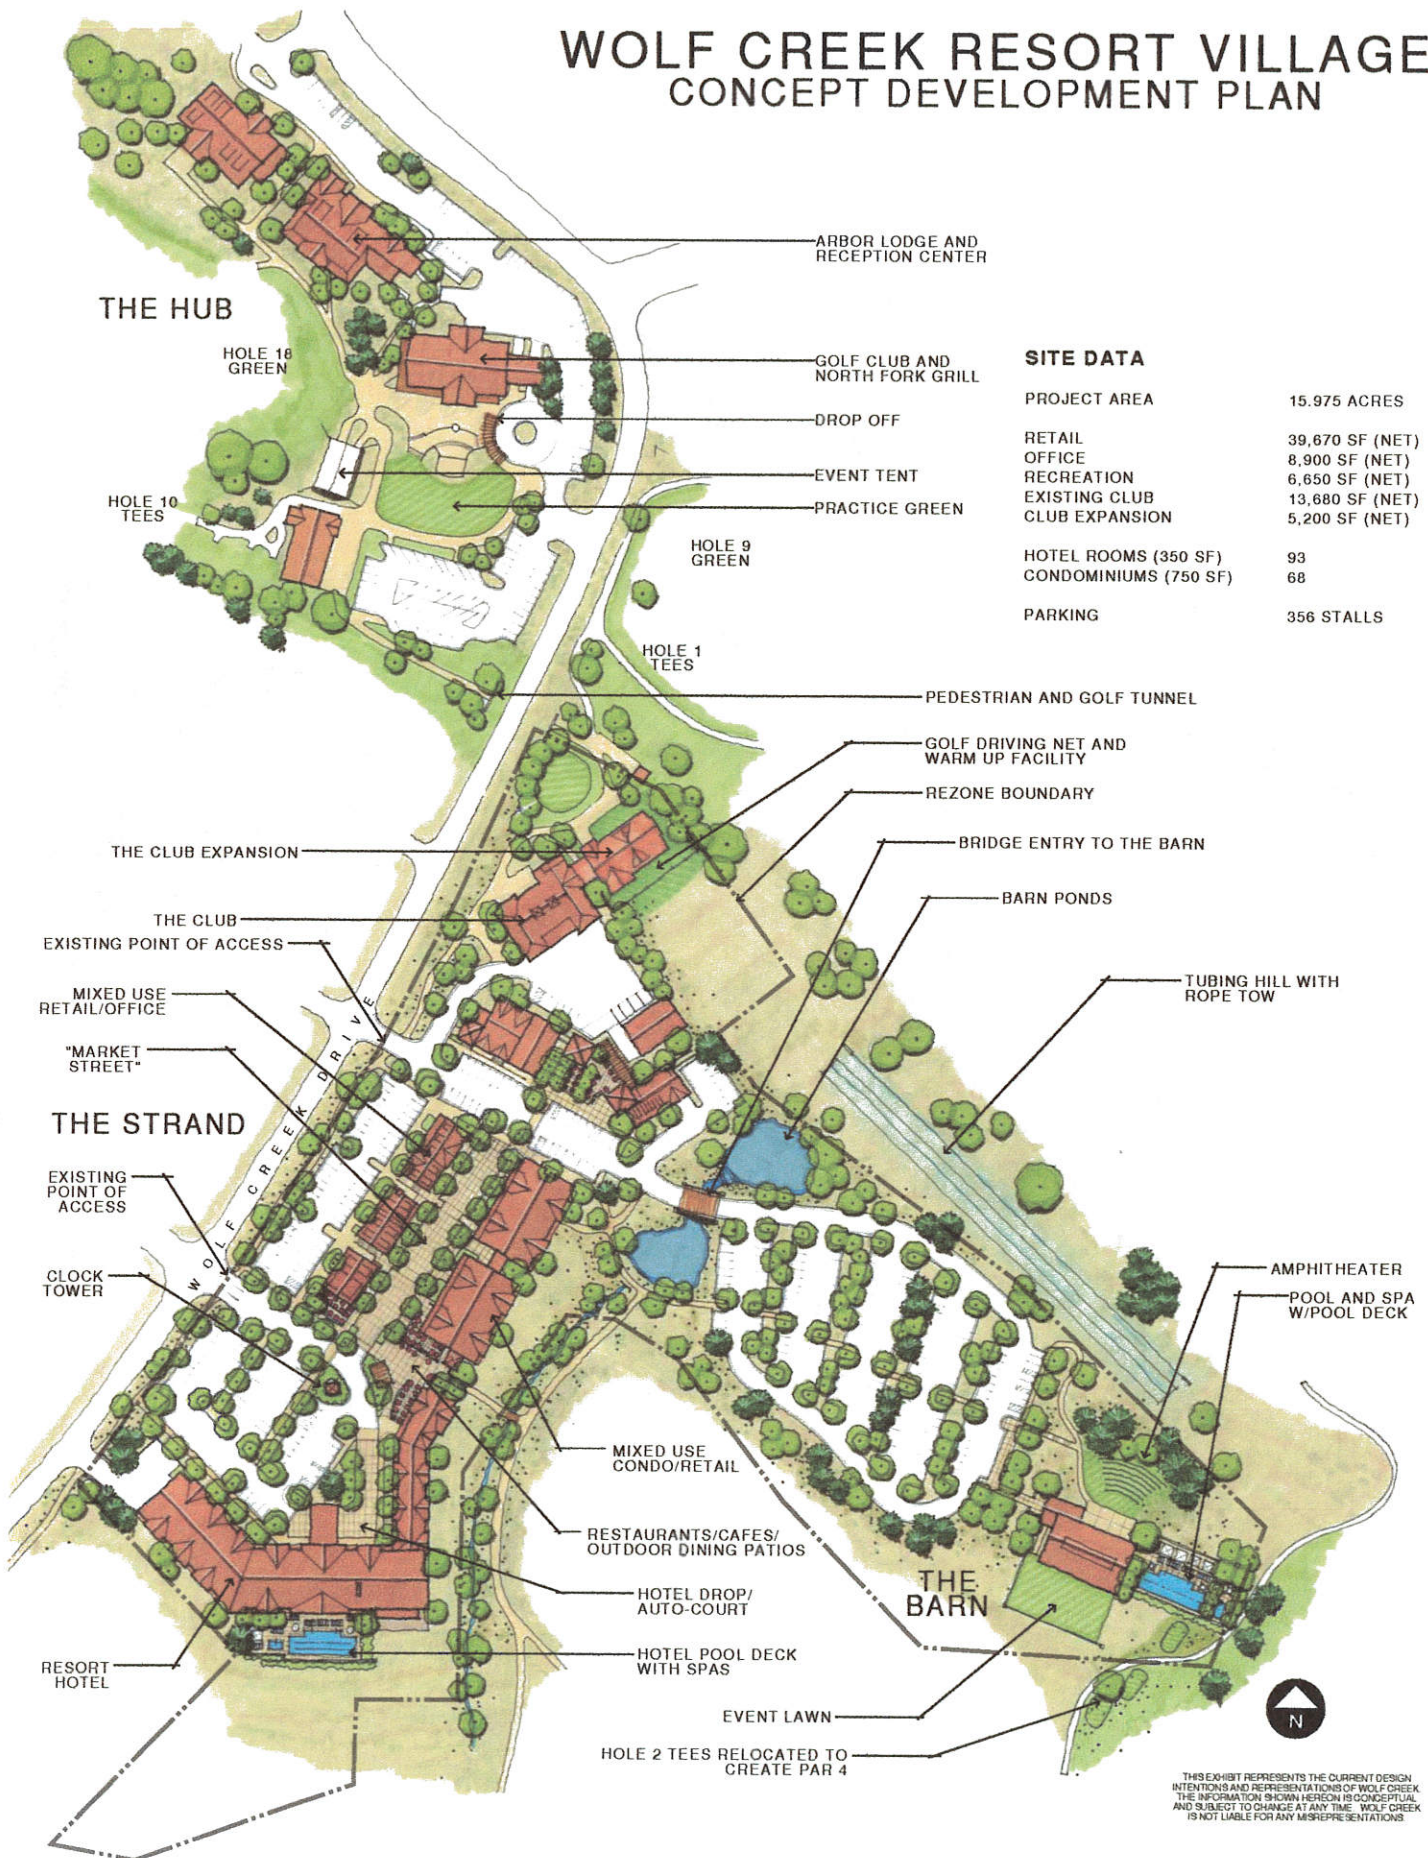 WOLF CREEK RESORT VILLAGE
CONCEPT DEVELOPMENT PLAN
ARBOR LODGE AND
RECEPTION CENTER
THE HUB
HOLE 18
GREEN
GOLF CLUB AND
NORTH FORK GRILL
DROP OFF
EVENT TENT
PRACTICE GREEN
HOLE 10
TEES
HOLE 9
GREEN
SITE DATA
PROJECT AREA 15.975 ACRES
RETAIL 39,670 SF (NET)
OFFICE 8,900 SF (NET)
RECREATION 6,650 SF (NET)
EXISTING CLUB 13,680 SF (NET)
CLUB EXPANSION 5,200 SF (NET)
HOTEL ROOMS (350 SF) 93
CONDOMINIUMS (750 SF) 68
PARKING 356 STALLS
HOLE 1
TEES
PEDESTRIAN AND GOLF TUNNEL
GOLF DRIVING NET AND
WARM UP FACILITY
REZONE BOUNDARY
BRIDGE ENTRY TO THE BARN
BARN PONDS
THE CLUB EXPANSION
THE CLUB
EXISTING POINT OF ACCESS
MIXED USE
RETAIL/OFFICE
"MARKET
STREET"
TUBING HILL WITH
ROPE TOW
THE STRAND
WOLF CREEK DRIVE
EXISTING
POINT OF
ACCESS
CLOCK
TOWER
AMPHITHEATER
POOL AND SPA
W/POOL DECK
MIXED USE
CONDO/RETAIL
RESTAURANTS/CAFES/
OUTDOOR DINING PATIOS
HOTEL DROP/
AUTO-COURT
THE
BARN
RESORT
HOTEL
HOTEL POOL DECK
WITH SPAS
EVENT LAWN
HOLE 2 TEES RELOCATED TO
CREATE PAR 4
N
THIS EXHIBIT REPRESENTS THE CURRENT DESIGN
INTENTIONS AND REPRESENTATIONS OF WOLF CREEK.
THE INFORMATION SHOWN HEREON IS CONCEPTUAL
AND SUBJECT TO CHANGE AT ANY TIME. WOLF CREEK
IS NOT LIABLE FOR ANY MISREPRESENTATIONS.